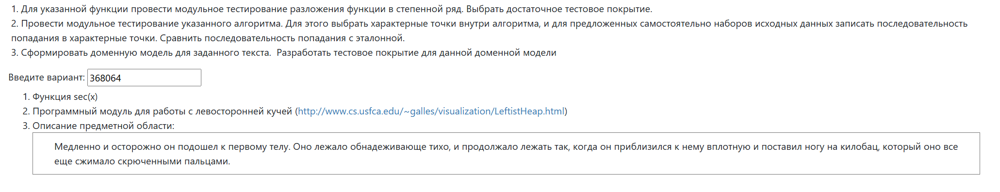 1. Для указанной функции провести модульное тестирование разложения функции в степенной ряд. Выбрать достаточное тестовое покрытие.
2. Провести модульное тестирование указанного алгоритма. Для этого выбрать характерные точки внутри алгоритма, и для предложенных самостоятельно наборов исходных данных записать последовательность
попадания в характерные точки. Сравнить последовательность попадания с эталонной.
3. Сформировать доменную модель для заданного текста.  Разработать тестовое покрытие для данной доменной модели
Введите вариант: 368064
1. Функция sec(x)
2. Программный модуль для работы с левосторонней кучей (http://www.cs.usfca.edu/~galles/visualization/LeftistHeap.html)
3. Описание предметной области:
Медленно и осторожно он подошел к первому телу. Оно лежало обнадеживающе тихо, и продолжало лежать так, когда он приблизился к нему вплотную и поставил ногу на килобац, который оно все
еще сжимало скрюченными пальцами.